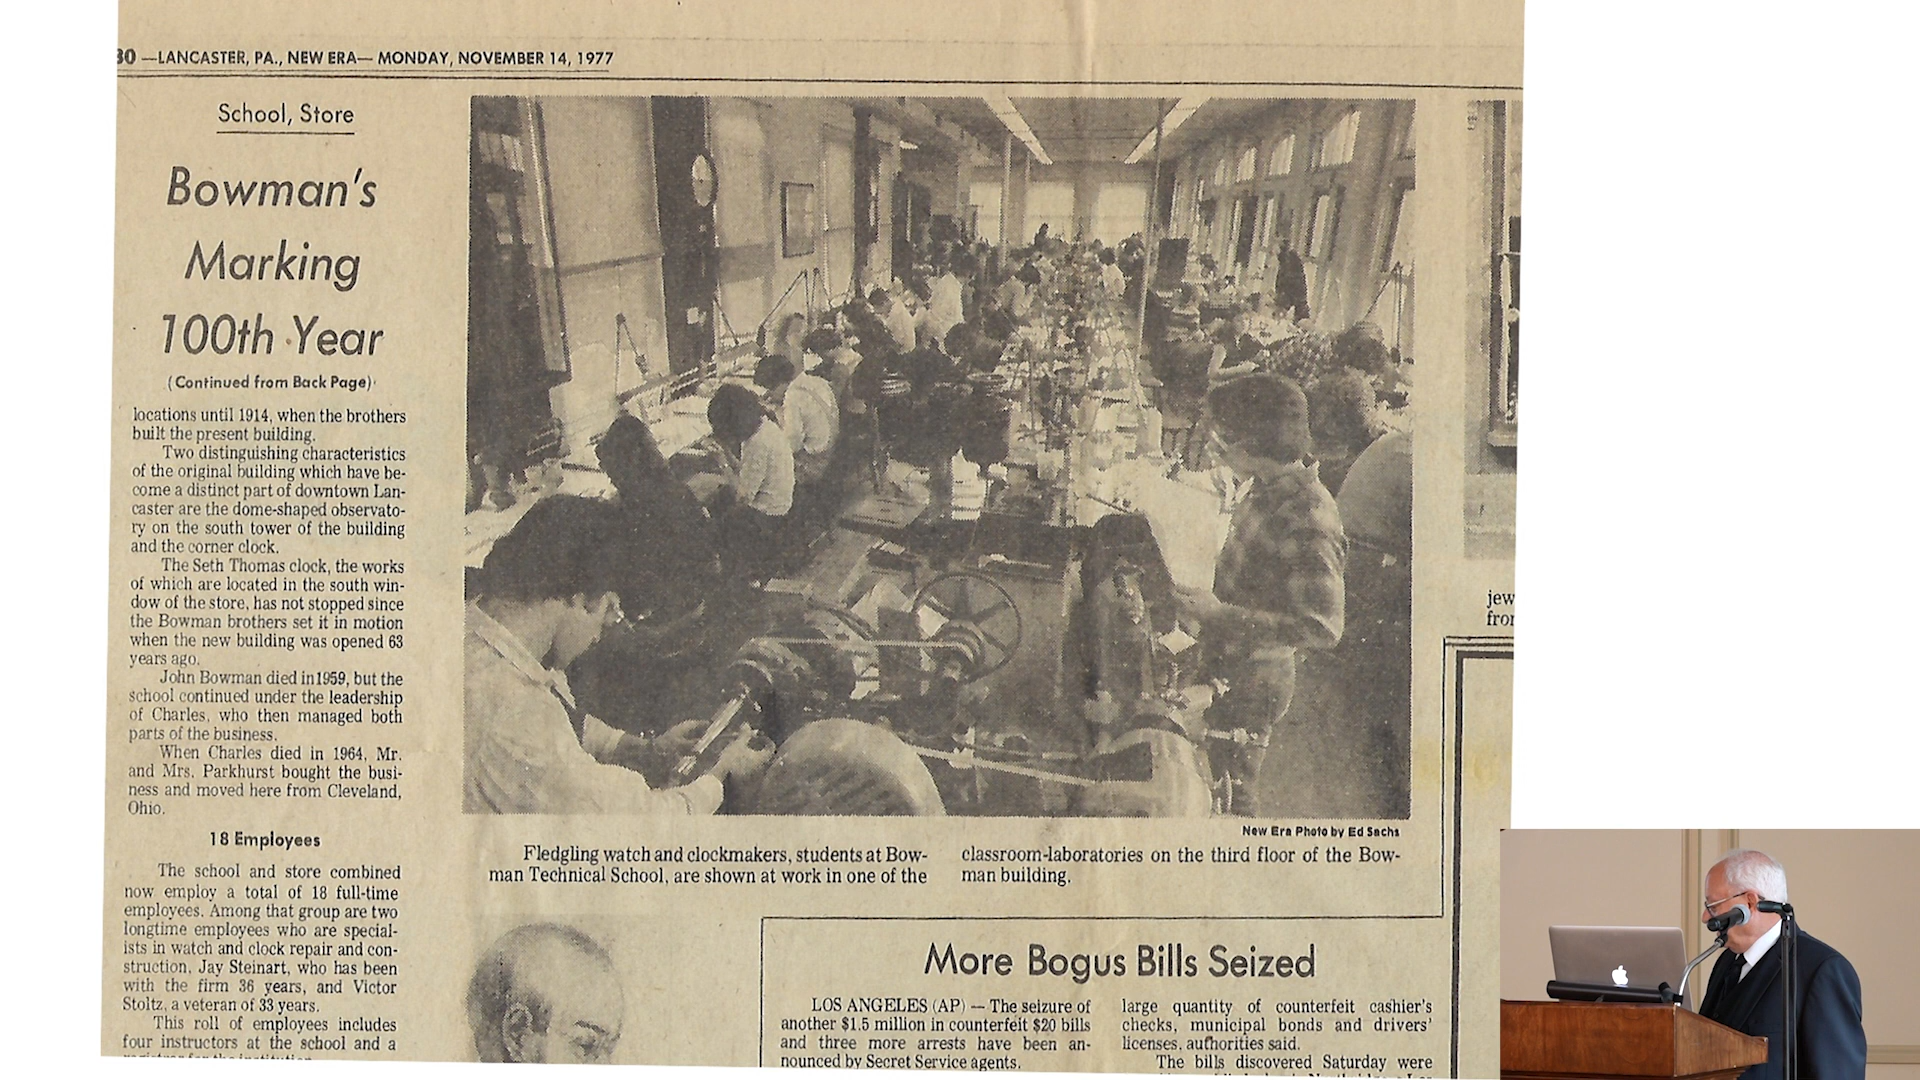 30 —LANCASTER, PA., NEW ERA— MONDAY, NOVEMBER 14, 1977
School, Store
Bowman's
Marking
100th Year
(Continued from Back Page)
locations until 1914, when the brothers
built the present building.
Two distinguishing characteristics
of the original building which have be-
come a distinct part of downtown Lan-
caster are the dome-shaped observato-
ry on the south tower of the building
and the corner clock.
The Seth Thomas clock, the works
of which are located in the south win-
dow of the store, has not stopped since
the Bowman brothers set it in motion
when the new building was opened 63
years ago.
John Bowman died in 1959, but the
school continued under the leadership
of Charles, who then managed both
parts of the business.
When Charles died in 1964, Mr.
and Mrs. Parkhurst bought the busi-
ness and moved here from Cleveland,
Ohio.
18 Employees
The school and store combined
now employ a total of 18 full-time
employees. Among that group are two
longtime employees who are special-
ists in watch and clock repair and con-
struction, Jay Steinart, who has been
with the firm 36 years, and Victor
Stoltz, a veteran of 33 years.
This roll of employees includes
four instructors at the school and a
New Era Photo by Ed Sachs
Fledgling watch and clockmakers, students at Bow-
man Technical School, are shown at work in one of the
classroom-laboratories on the third floor of the Bow-
man building.
jew
fror
More Bogus Bills Seized
LOS ANGELES (AP) — The seizure of
another $1.5 million in counterfeit $20 bills
and three more arrests have been an-
nounced by Secret Service agents.
large quantity of counterfeit cashier's
checks, municipal bonds and drivers'
licenses, authorities said.
The bills discovered Saturday were